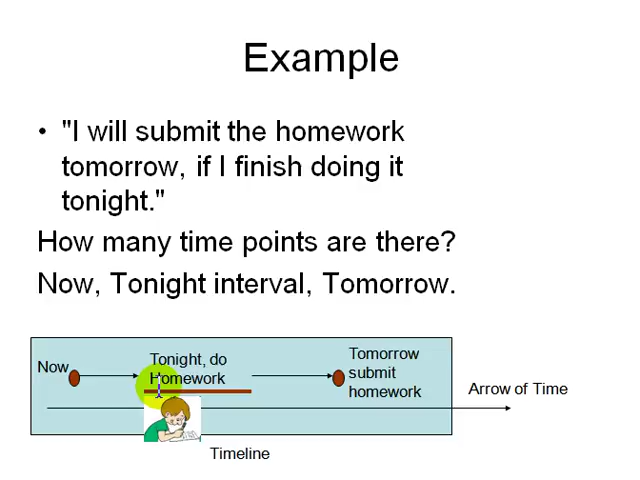 Example
• "I will submit the homework
tomorrow, if I finish doing it
tonight."
How many time points are there?
Now, Tonight interval, Tomorrow.
Now
Tonight, do
Homework
Tomorrow
submit
homework
Arrow of Time
Timeline